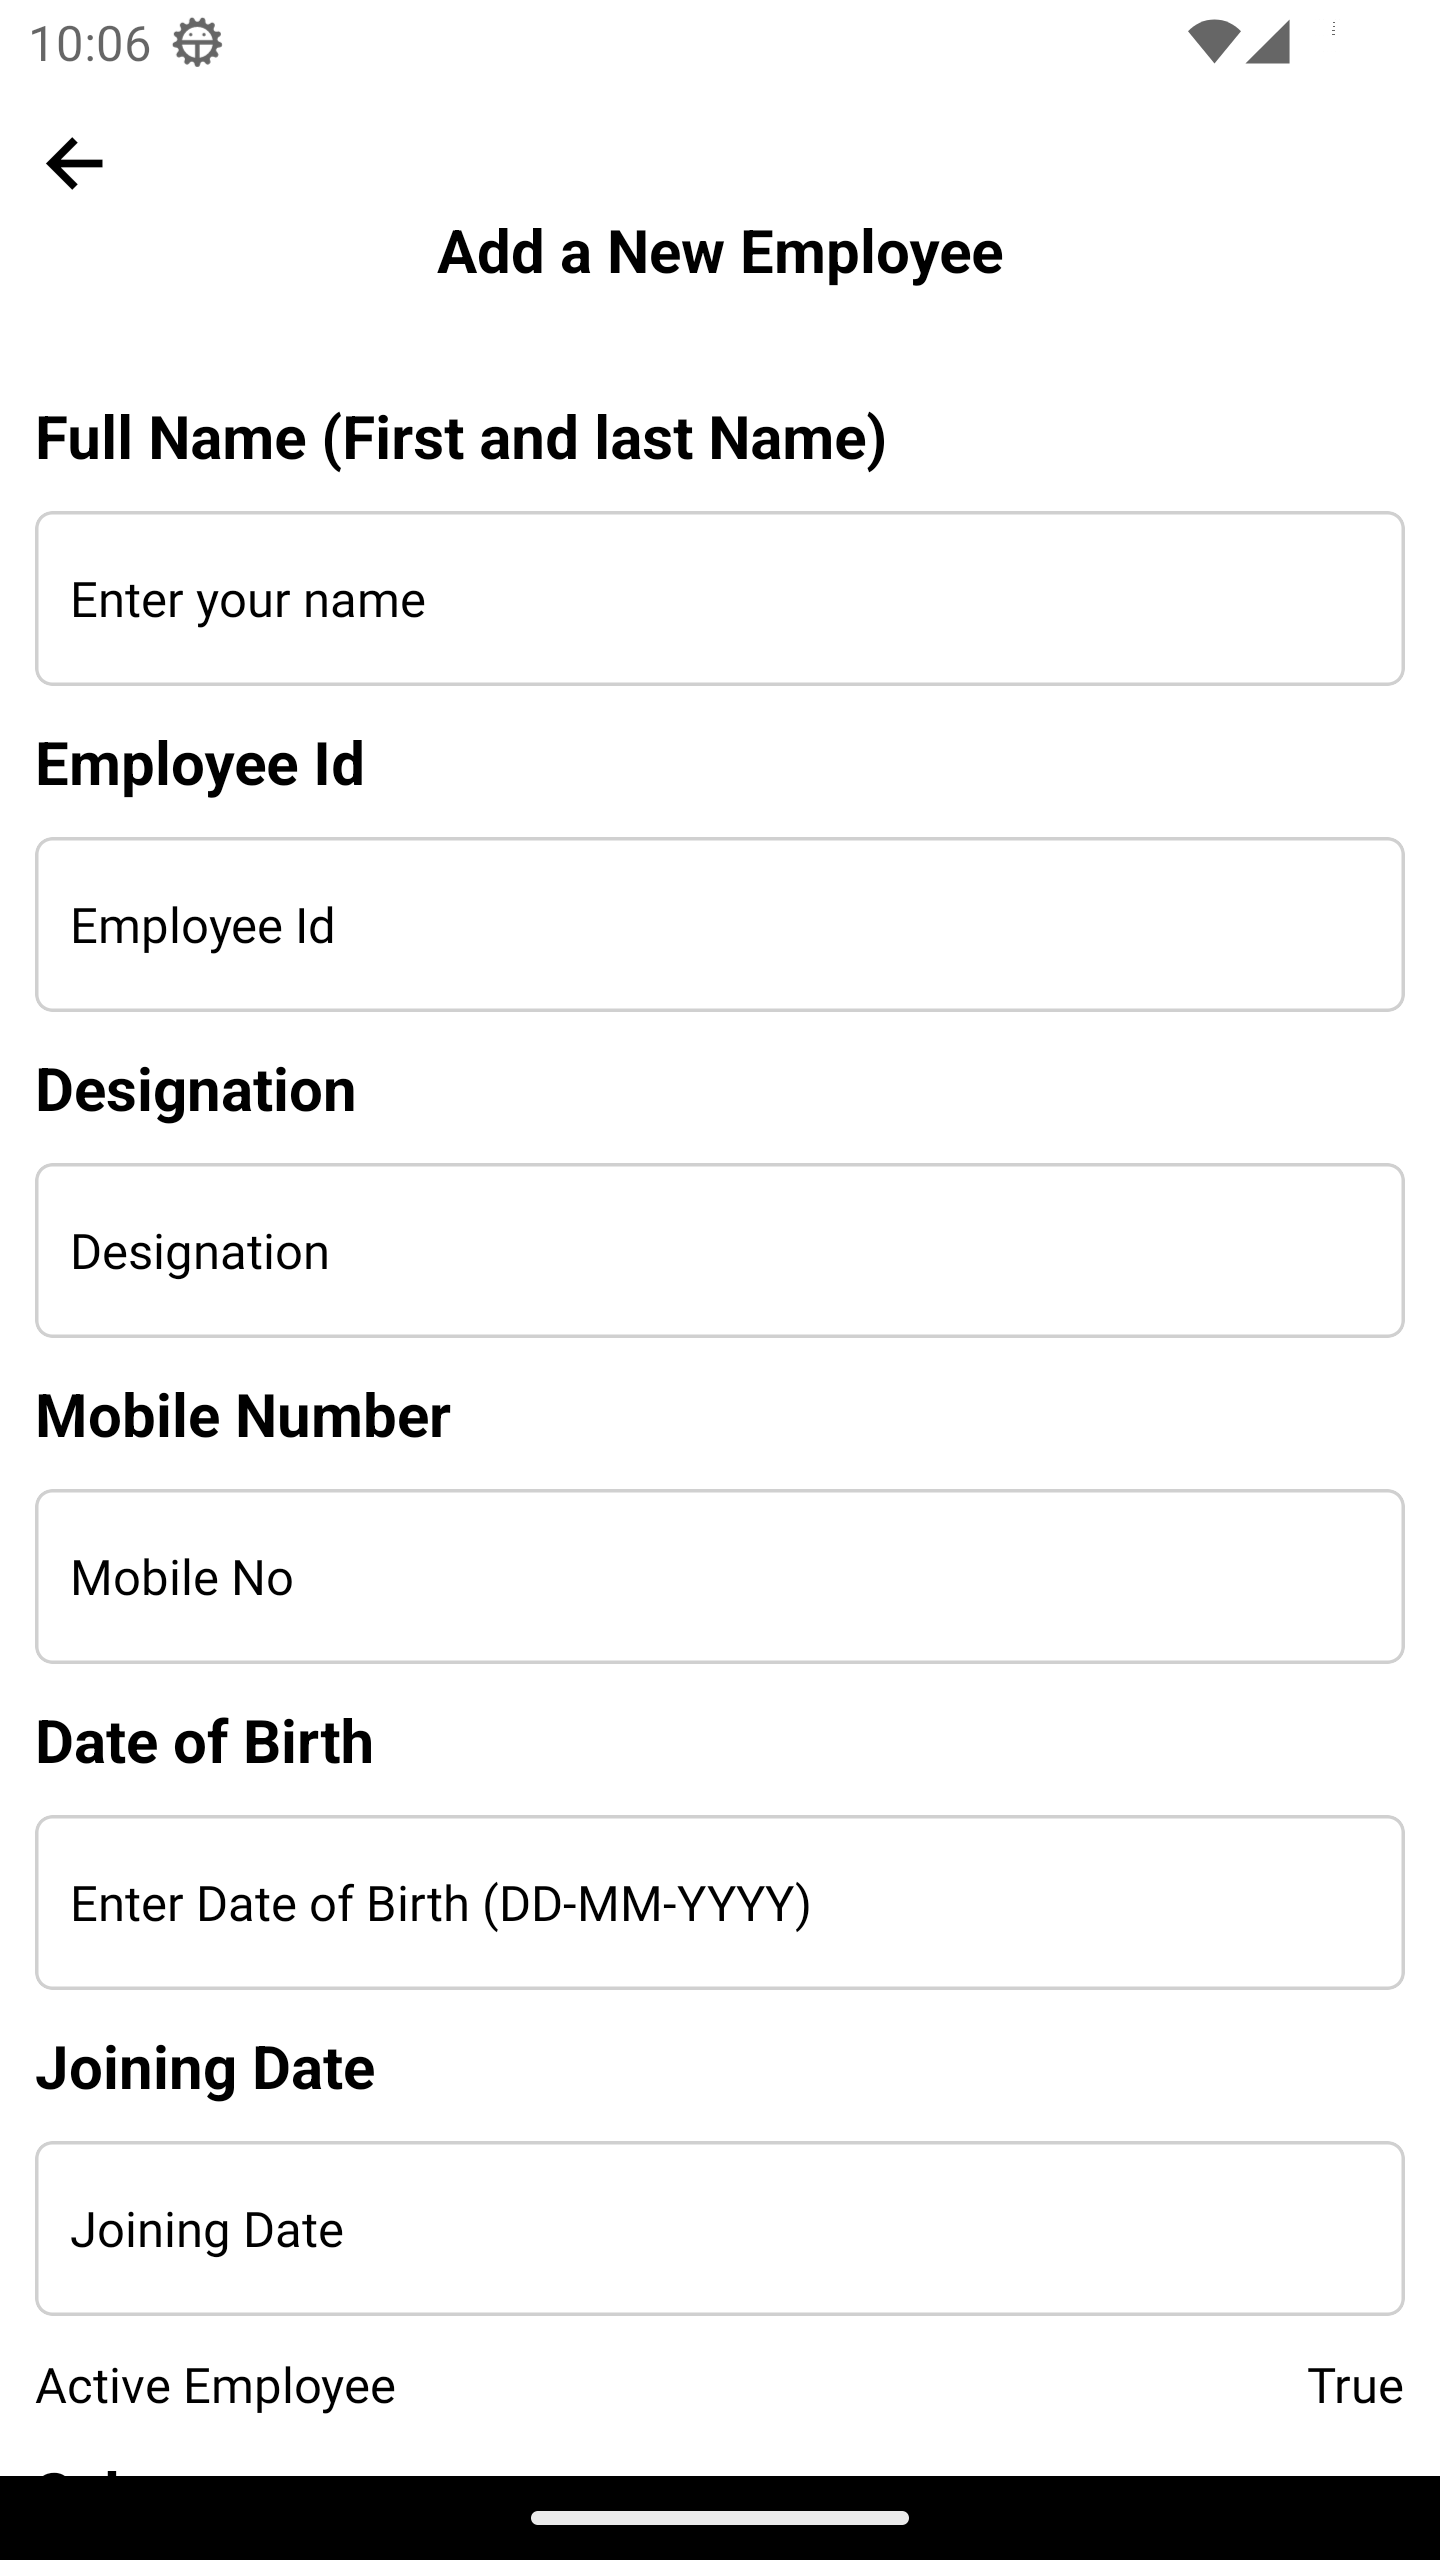 10:06
Add a New Employee
Full Name (First and last Name)
Enter your name
Employee Id
Employee Id
Designation
Designation
Mobile Number
Mobile No
Date of Birth
Enter Date of Birth (DD-MM-YYYY)
Joining Date
Joining Date
Active Employee True